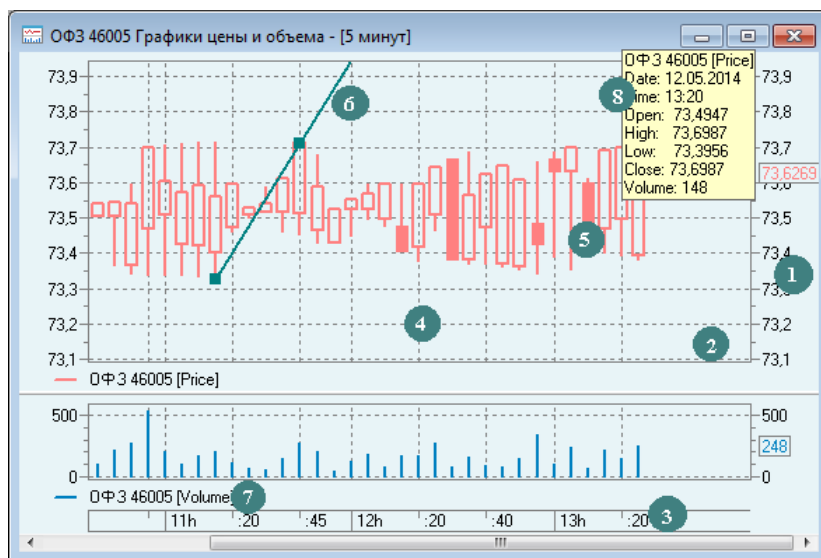 ОФЗ 46005 Графики цены и объема - [5 минут]
ОФЗ 46005 [Price]
Date: 12.05.2014
Time: 13:20
Open: 73,4947
High: 73,6987
Low: 73,3956
Close: 73,6987
Volume: 148
8
6
73,9
73,8
73,7
73,6
73,5
73,4
73,3
73,2
73,1
73,9
73,8
73,7
73,6269
73,6
73,5
73,4
73,3
73,2
73,1
5
1
4
2
ОФЗ 46005 [Price]
500
0
500
248
0
ОФЗ 46005 [Volume]
7
11h :20 :45 12h :20 :40 13h :20
3